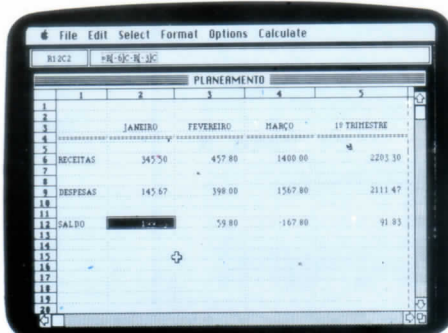 File Edit Select Format Options Calculate
R12C2 =R[-6]C-R[-3]C
PLANEAMENTO
1 2 3 4 5
1
2
3 JANEIRO FEVEREIRO MARÇO 1º TRIMESTRE
4
5
6 RECEITAS 345.50 457.80 1400.00 2203.30
7
8
9 DESPESAS 145.67 398.00 1567.80 2111.47
10
11
12 SALDO 59.80 -167.80 91.83
13
14
15
16
17
18
19
20